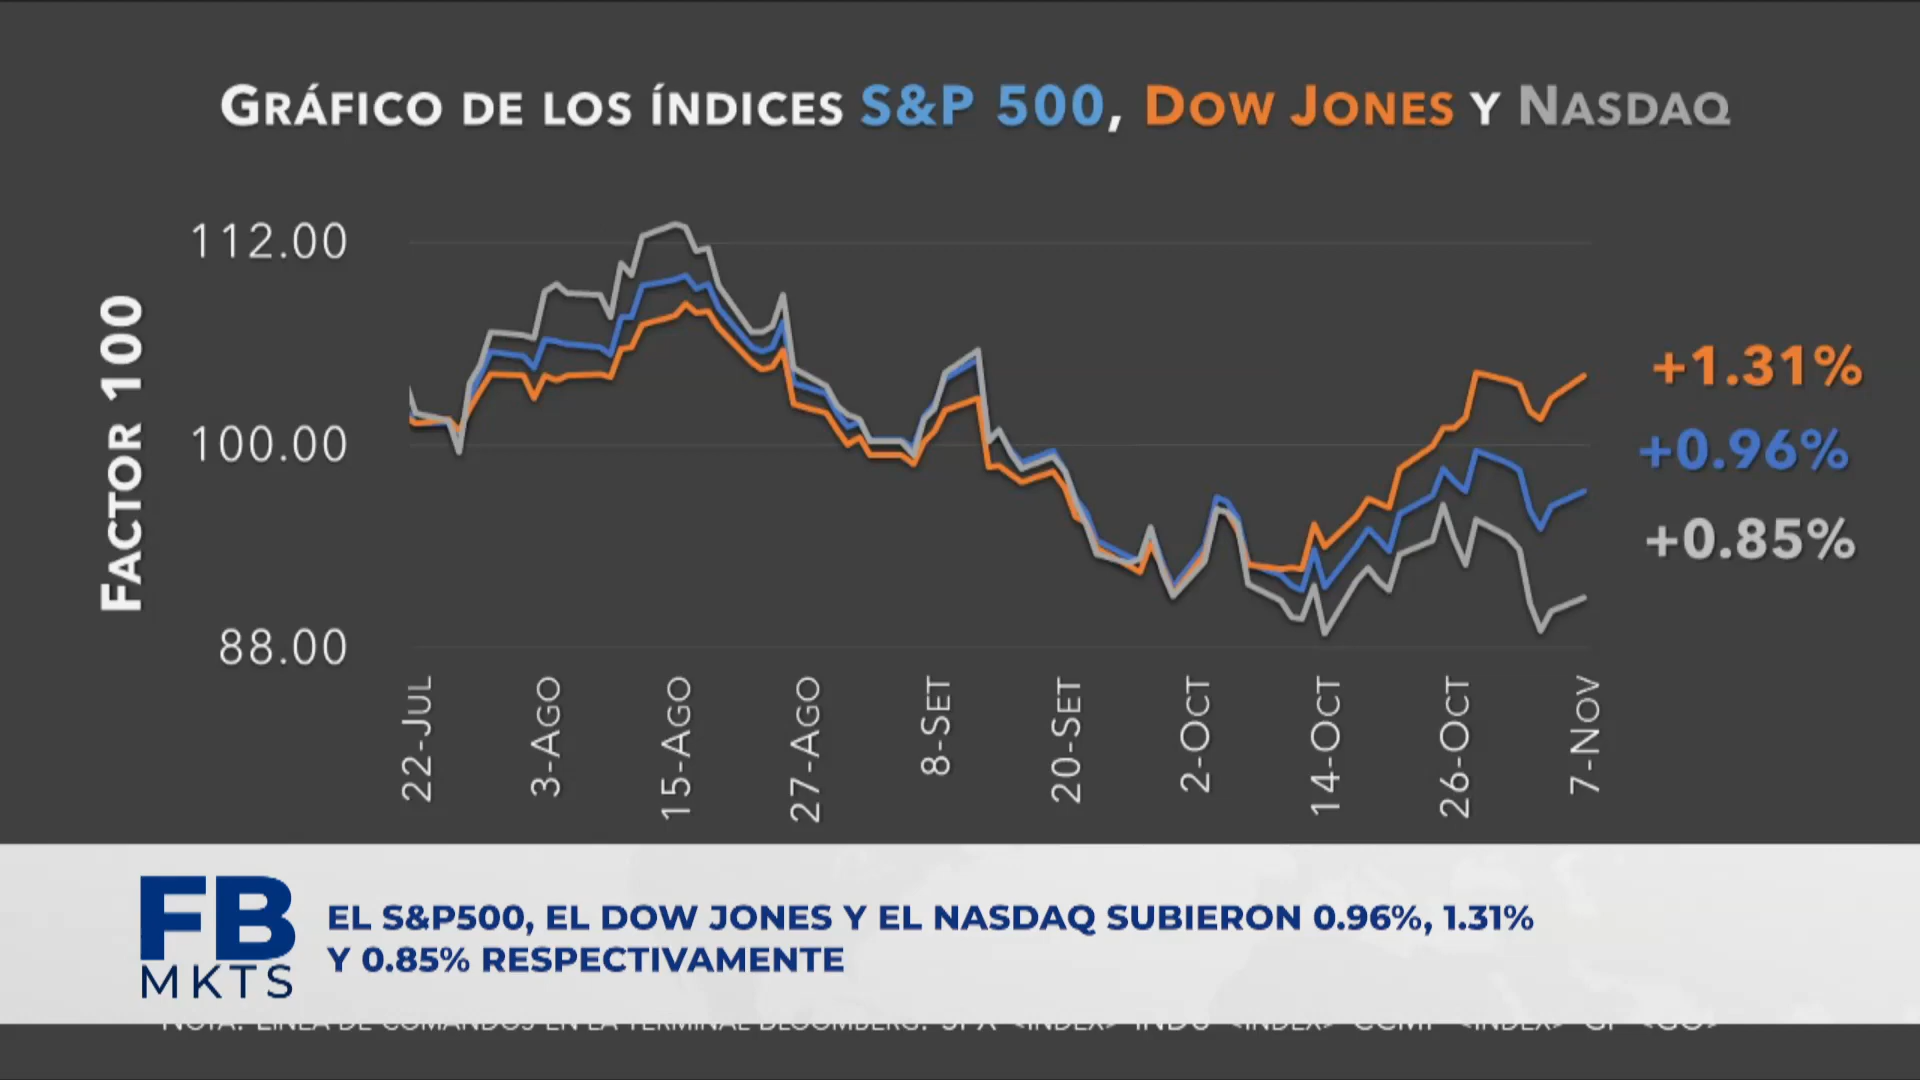 GRÁFICO DE LOS ÍNDICES S&P 500, DOW JONES Y NASDAQ
FACTOR 100
112.00
100.00
88.00
+1.31%
+0.96%
+0.85%
22-JUL
3-AGO
15-AGO
27-AGO
8-SET
20-SET
2-OCT
14-OCT
26-OCT
7-NOV
FB
MKTS
EL S&P500, EL DOW JONES Y EL NASDAQ SUBIERON 0.96%, 1.31%
Y 0.85% RESPECTIVAMENTE